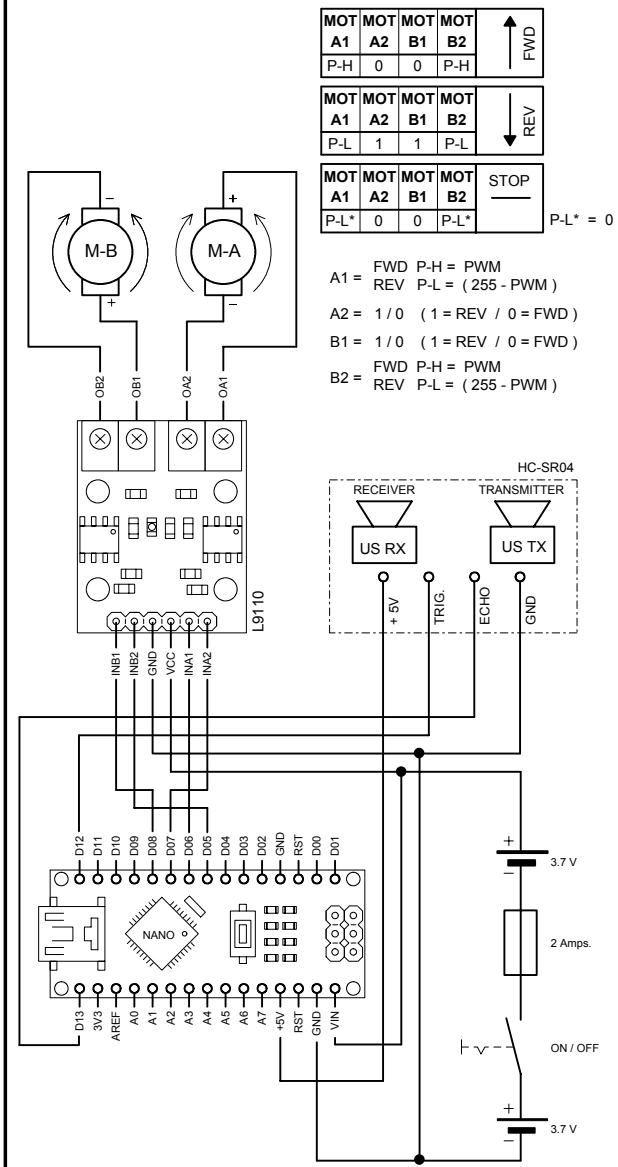 MOT A1 MOT A2 MOT B1 MOT B2
P-H 0 0 P-H
FWD
MOT A1 MOT A2 MOT B1 MOT B2
P-L 1 1 P-L
REV
MOT A1 MOT A2 MOT B1 MOT B2
P-L* 0 0 P-L*
STOP
P-L* = 0
A1 = FWD P-H = PWM
REV P-L = ( 255 - PWM )
A2 = 1 / 0 ( 1 = REV / 0 = FWD )
B1 = 1 / 0 ( 1 = REV / 0 = FWD )
B2 = FWD P-H = PWM
REV P-L = ( 255 - PWM )
− +
M-B M-A
+ −
OB2 OB1 OA2 OA1
L9110
INB1 INB2 GND VCC INA1 INA2
HC-SR04
RECEIVER TRANSMITTER
US RX US TX
+ 5V TRIG. ECHO GND
D12 D11 D10 D09 D08 D07 D06 D05 D04 D03 D02 GND RST D00 D01
NANO
D13 3V3 AREF A0 A1 A2 A3 A4 A5 A6 A7 +5V RST GND VIN
+
3.7 V
−
2 Amps.
ON / OFF
+
3.7 V
−